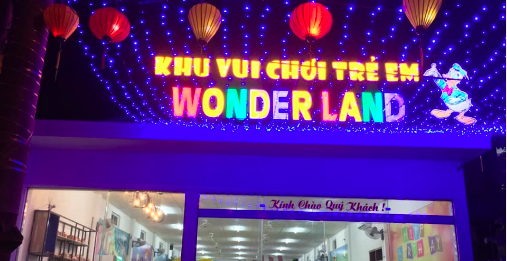 KHU VUI CHƠI TRẺ EM
WONDER LAND
Kính Chào Quý Khách !